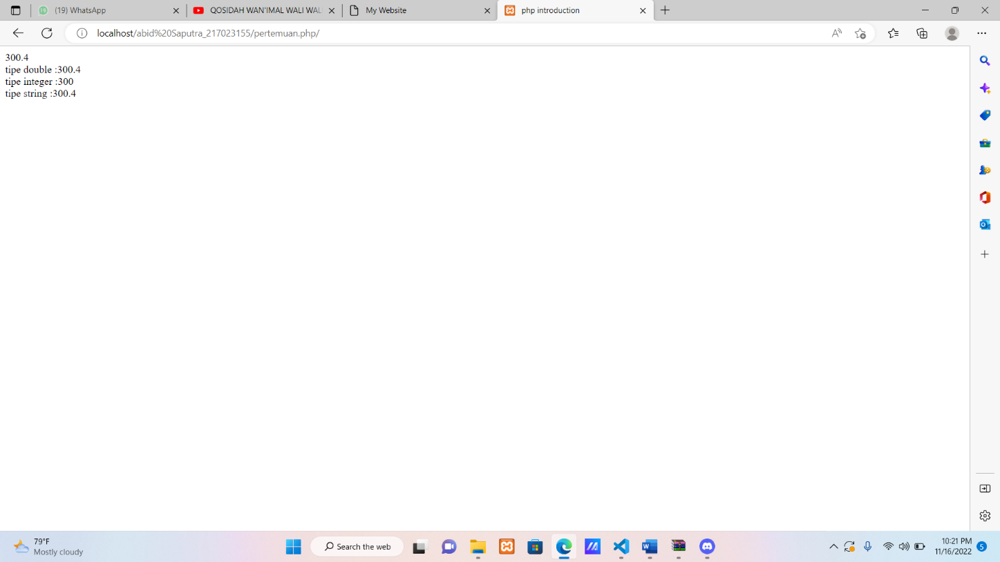 (19) WhatsApp
QOSIDAH WAN'IMAL WALI WAL
My Website
php introduction
localhost/abid%20Saputra_217023155/pertemuan.php/
300.4
tipe double :300.4
tipe integer :300
tipe string :300.4
79°F
Mostly cloudy
Search the web
10:21 PM
11/16/2022
5